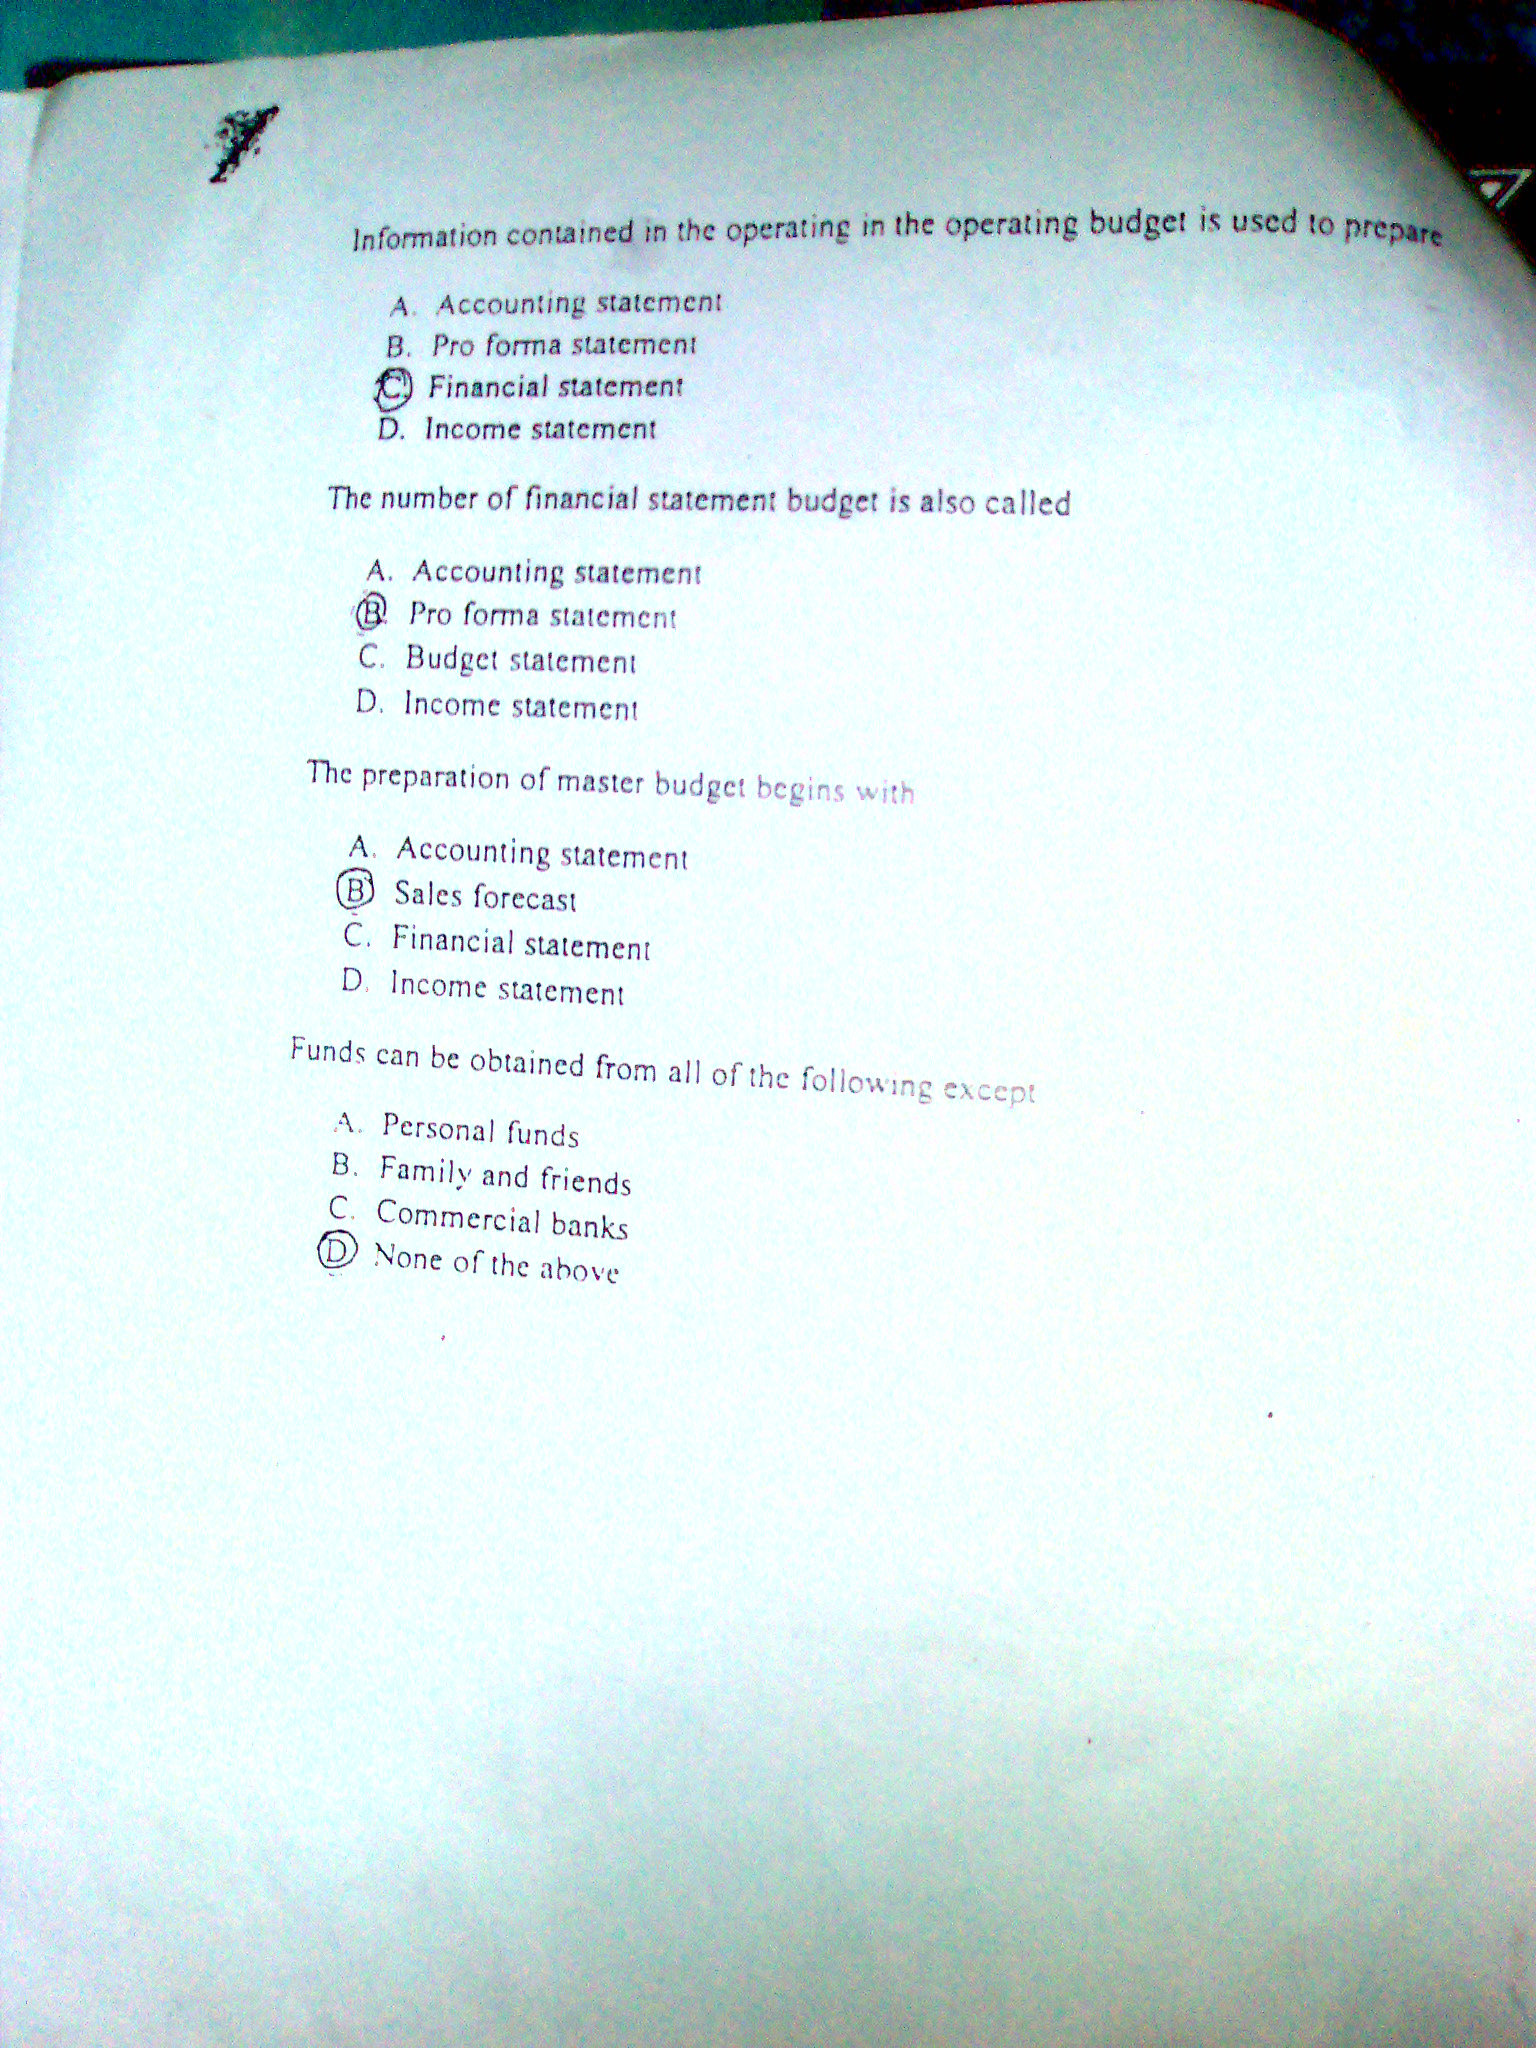 Information contained in the operating in the operating budget is used to prepare
A. Accounting statement
B. Pro forma statement
C. Financial statement
D. Income statement
The number of financial statement budget is also called
A. Accounting statement
B. Pro forma statement
C. Budget statement
D. Income statement
The preparation of master budget begins with
A. Accounting statement
B. Sales forecast
C. Financial statement
D. Income statement
Funds can be obtained from all of the following except
A. Personal funds
B. Family and friends
C. Commercial banks
D. None of the above